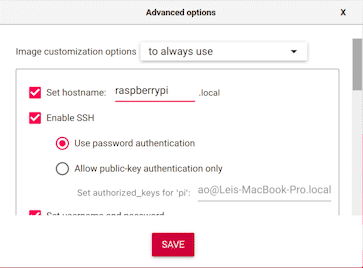 Advanced options
X
Image customization options to always use
Set hostname: raspberrypi .local
Enable SSH
Use password authentication
Allow public-key authentication only
Set authorized_keys for 'pi': ao@Leis-MacBook-Pro.local
Set username and password
SAVE